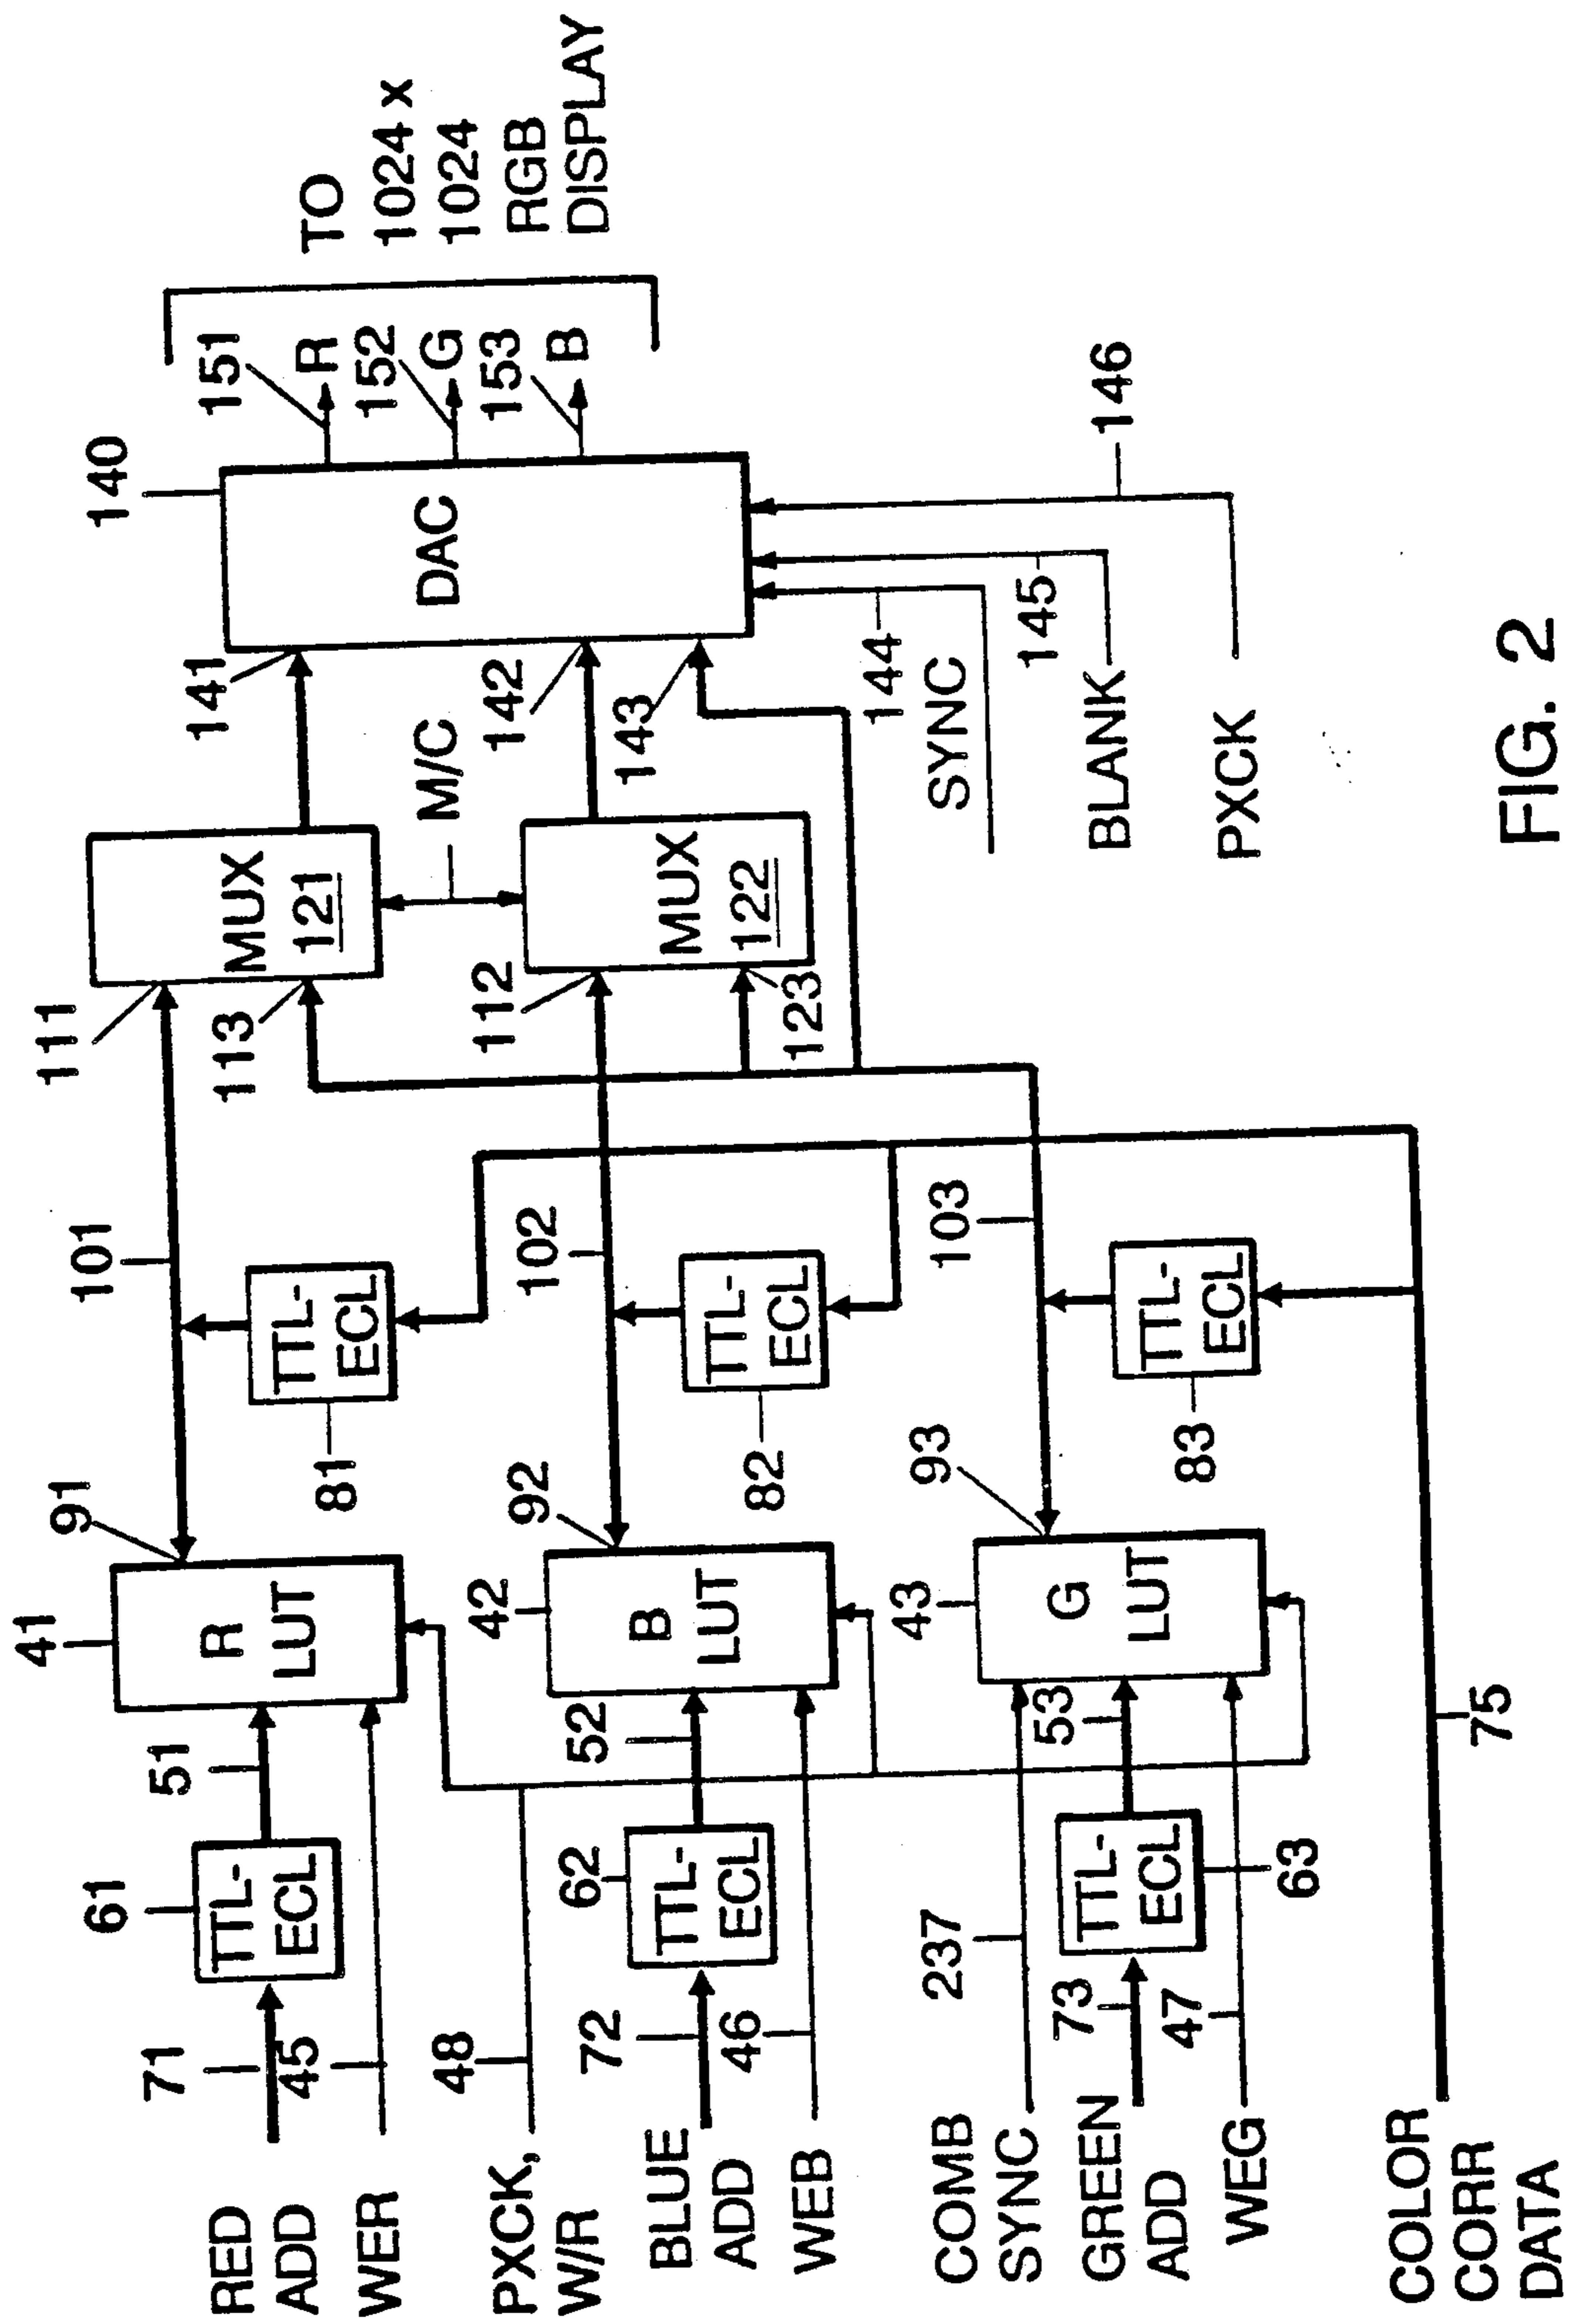 RED
ADD
WER
PXCK,
W/R
BLUE
ADD
WEB
COMB
SYNC
GREEN
ADD
WEG
COLOR
CORR
DATA
71
45
48
72
46
237
73
47
61
TTL-
ECL
62
TTL-
ECL
TTL-
ECL
63
51
52
53
75
41
R
LUT
42
B
LUT
43
G
LUT
91
92
93
81
TTL-
ECL
82
TTL-
ECL
83
TTL-
ECL
101
102
103
111
113
112
123
MUX
121
MUX
122
M/C
141
142
143
144
SYNC
145
BLANK
PXCK
146
140
DAC
151
R
152
G
153
B
TO
1024 x
1024
RGB
DISPLAY
FIG. 2